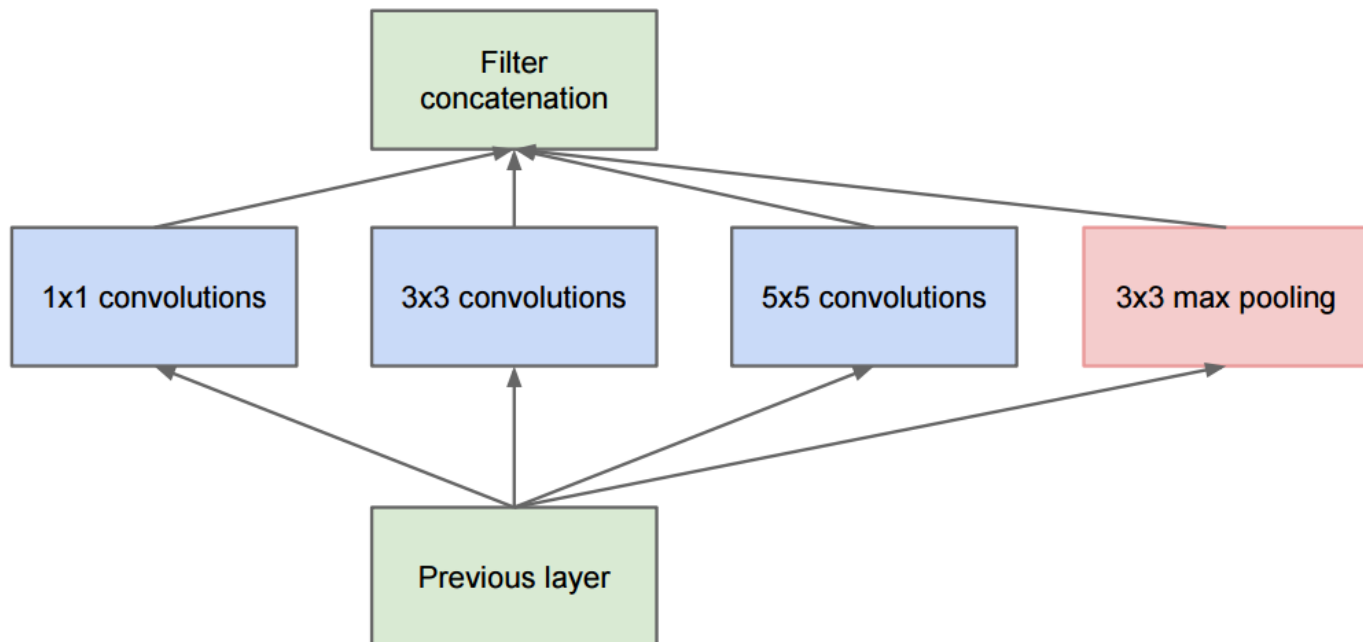 Filter
concatenation
1x1 convolutions
3x3 convolutions
5x5 convolutions
3x3 max pooling
Previous layer